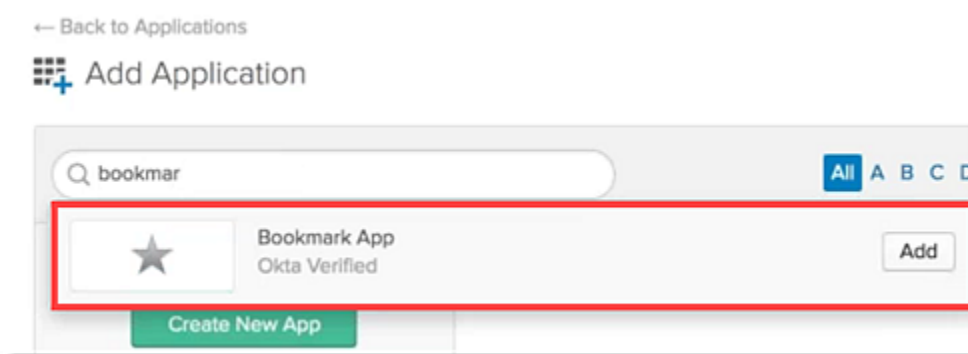 ← Back to Applications
Add Application
bookmar
All A B C D
Bookmark App
Okta Verified
Add
Create New App